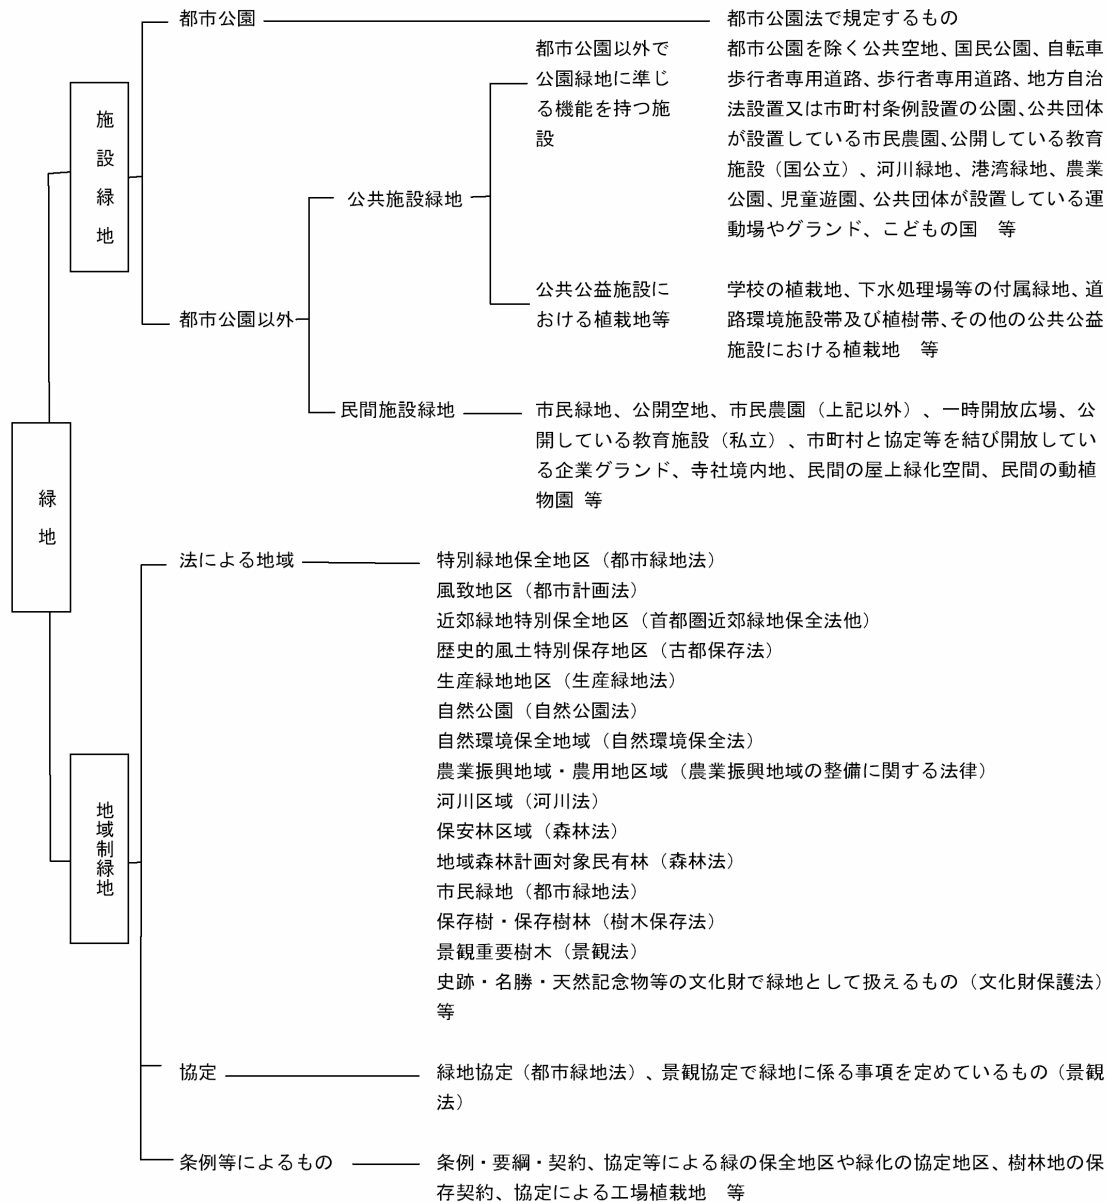 都市公園
都市公園法で規定するもの
都市公園以外で
公園緑地に準じ
る機能を持つ施
設
都市公園を除く公共空地、国民公園、自転車
歩行者専用道路、歩行者専用道路、地方自治
法設置又は市町村条例設置の公園、公共団体
が設置している市民農園、公開している教育
施設（国公立）、河川緑地、港湾緑地、農業
公園、児童遊園、公共団体が設置している運
動場やグランド、こどもの国　等
施設緑地
公共施設緑地
公共公益施設に
おける植栽地等
学校の植栽地、下水処理場等の付属緑地、道
路環境施設帯及び植樹帯、その他の公共公益
施設における植栽地　等
都市公園以外
民間施設緑地
市民緑地、公開空地、市民農園（上記以外）、一時開放広場、公
開している教育施設（私立）、市町村と協定等を結び開放してい
る企業グランド、寺社境内地、民間の屋上緑化空間、民間の動植
物園 等
緑地
法による地域
特別緑地保全地区（都市緑地法）
風致地区（都市計画法）
近郊緑地特別保全地区（首都圏近郊緑地保全法他）
歴史的風土特別保存地区（古都保存法）
生産緑地地区（生産緑地法）
自然公園（自然公園法）
自然環境保全地域（自然環境保全法）
農業振興地域・農用地区域（農業振興地域の整備に関する法律）
河川区域（河川法）
保安林区域（森林法）
地域森林計画対象民有林（森林法）
市民緑地（都市緑地法）
保存樹・保存樹林（樹木保存法）
景観重要樹木（景観法）
史跡・名勝・天然記念物等の文化財で緑地として扱えるもの（文化財保護法）
等
地域制緑地
協定
緑地協定（都市緑地法）、景観協定で緑地に係る事項を定めているもの（景観
法）
条例等によるもの
条例・要綱・契約、協定等による緑の保全地区や緑化の協定地区、樹林地の保
存契約、協定による工場植栽地　等